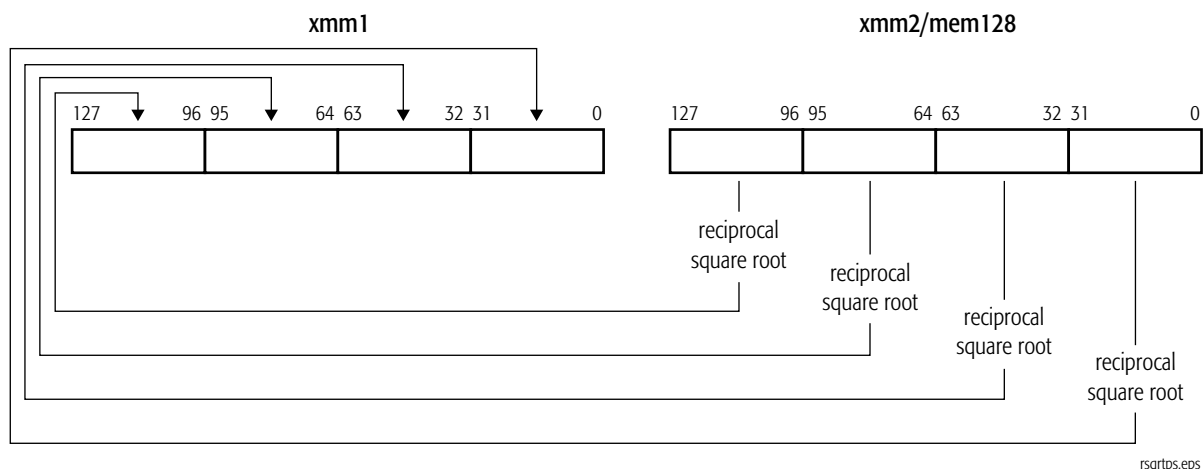 xmm1 xmm2/mem128
127 96 95 64 63 32 31 0 127 96 95 64 63 32 31 0
reciprocal
square root
reciprocal
square root
reciprocal
square root
reciprocal
square root
rsqrtps.eps